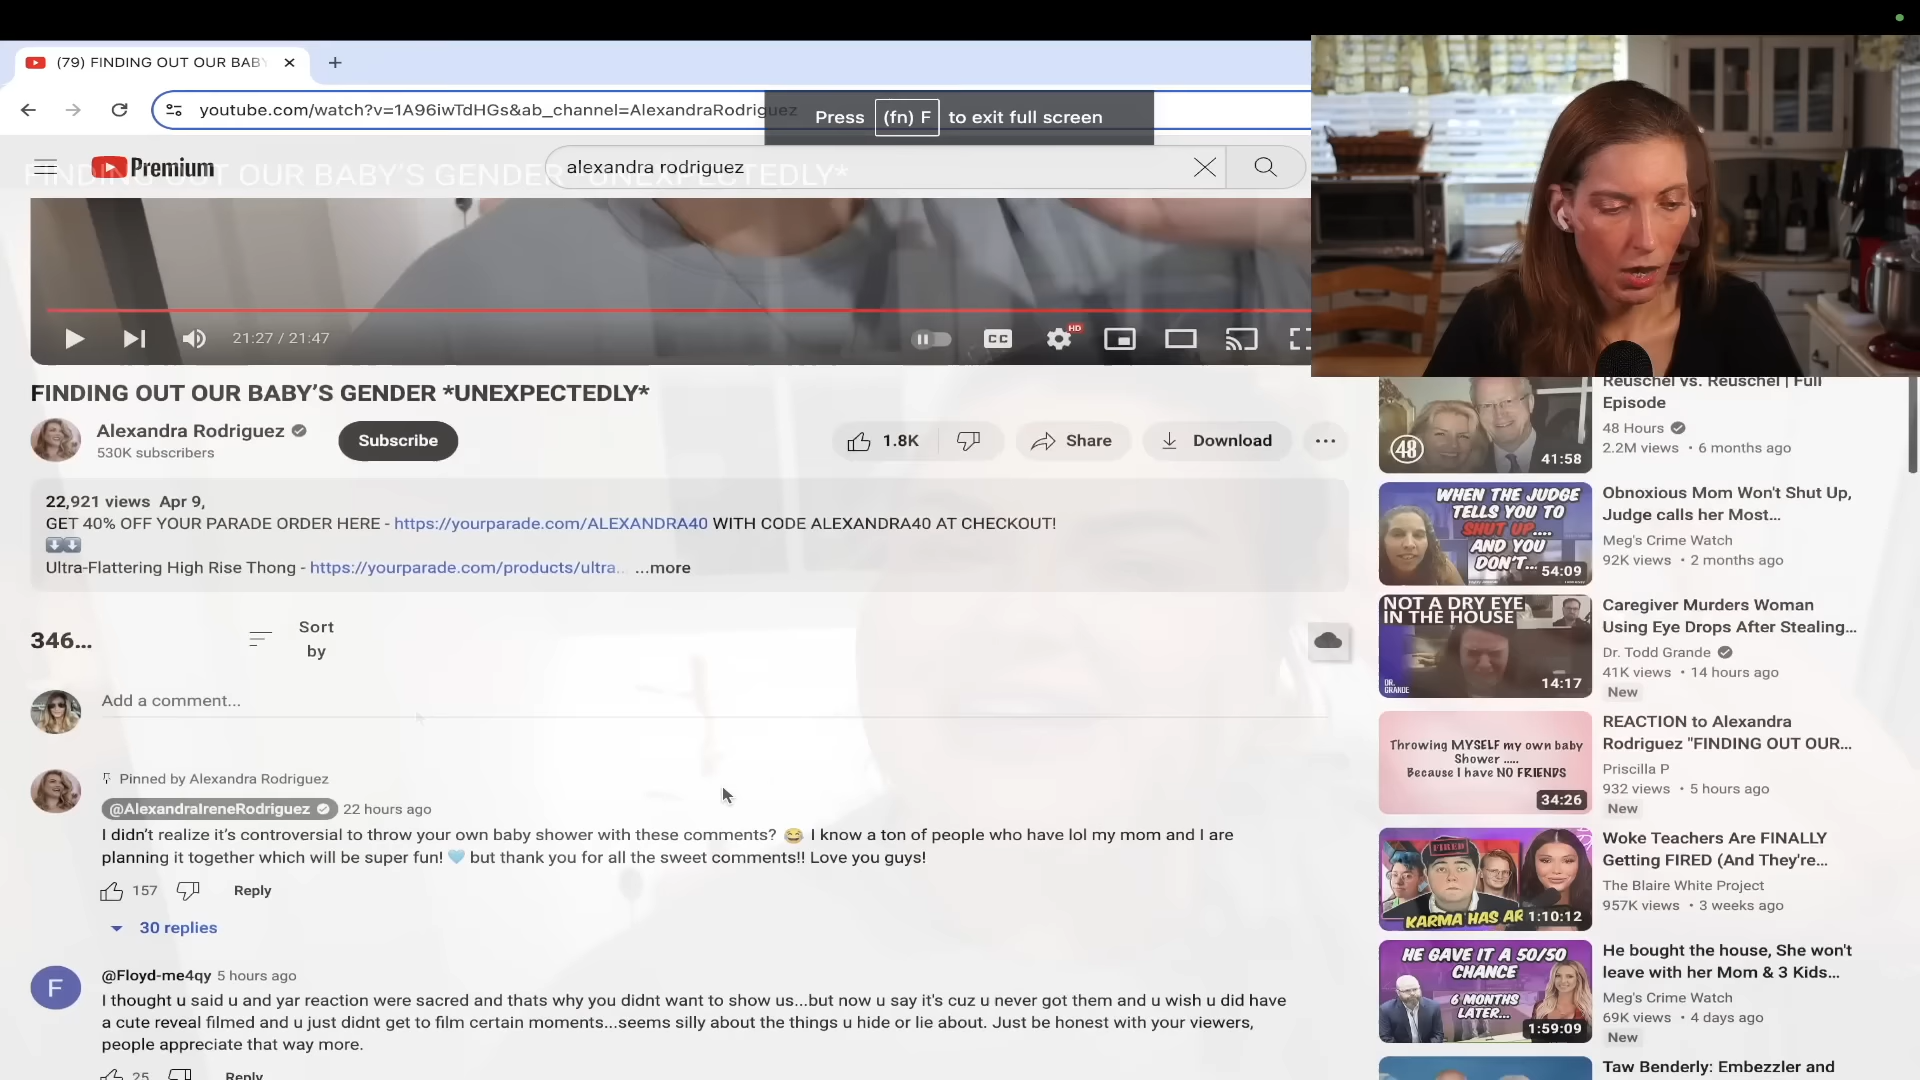 (79) FINDING OUT OUR BAB
youtube.com/watch?v=1A96iwTdHGs&ab_channel=AlexandraRodriguez
Press (fn) F to exit full screen
Premium
alexandra rodriguez
FINDING OUT OUR BABY'S GENDER *UNEXPECTEDLY*
21:27 / 21:47
CC
HD
FINDING OUT OUR BABY'S GENDER *UNEXPECTEDLY*
Alexandra Rodriguez
530K subscribers
Subscribe
1.8K
Share
Download
22,921 views Apr 9,
GET 40% OFF YOUR PARADE ORDER HERE - https://yourparade.com/ALEXANDRA40 WITH CODE ALEXANDRA40 AT CHECKOUT!
Ultra-Flattering High Rise Thong - https://yourparade.com/products/ultra... ...more
346...
Sort
by
Add a comment...
Pinned by Alexandra Rodriguez
@AlexandraIreneRodriguez 22 hours ago
I didn't realize it's controversial to throw your own baby shower with these comments? 😂 I know a ton of people who have lol my mom and I are
planning it together which will be super fun! 🩵 but thank you for all the sweet comments!! Love you guys!
157
Reply
30 replies
F
@Floyd-me4qy 5 hours ago
I thought u said u and yar reaction were sacred and thats why you didnt want to show us...but now u say it's cuz u never got them and u wish u did have
a cute reveal filmed and u just didnt get to film certain moments...seems silly about the things u hide or lie about. Just be honest with your viewers,
people appreciate that way more.
25
Reply
48
41:58
Reuschel vs. Reuschel | Full
Episode
48 Hours
2.2M views • 6 months ago
WHEN THE JUDGE
TELLS YOU TO
SHUT UP....
AND YOU
DON'T...
54:09
Obnoxious Mom Won't Shut Up,
Judge calls her Most...
Meg's Crime Watch
92K views • 2 months ago
NOT A DRY EYE
IN THE HOUSE
DR.
GRANDE
14:17
Caregiver Murders Woman
Using Eye Drops After Stealing...
Dr. Todd Grande
41K views • 14 hours ago
New
Throwing MYSELF my own baby
Shower .....
Because I have NO FRIENDS
34:26
REACTION to Alexandra
Rodriguez "FINDING OUT OUR...
Priscilla P
932 views • 5 hours ago
New
FIRED
KARMA HAS AR
1:10:12
Woke Teachers Are FINALLY
Getting FIRED (And They're...
The Blaire White Project
957K views • 3 weeks ago
HE GAVE IT A 50/50
CHANCE
6 MONTHS
LATER...
1:59:09
He bought the house, She won't
leave with her Mom & 3 Kids...
Meg's Crime Watch
69K views • 4 days ago
New
Taw Benderly: Embezzler and